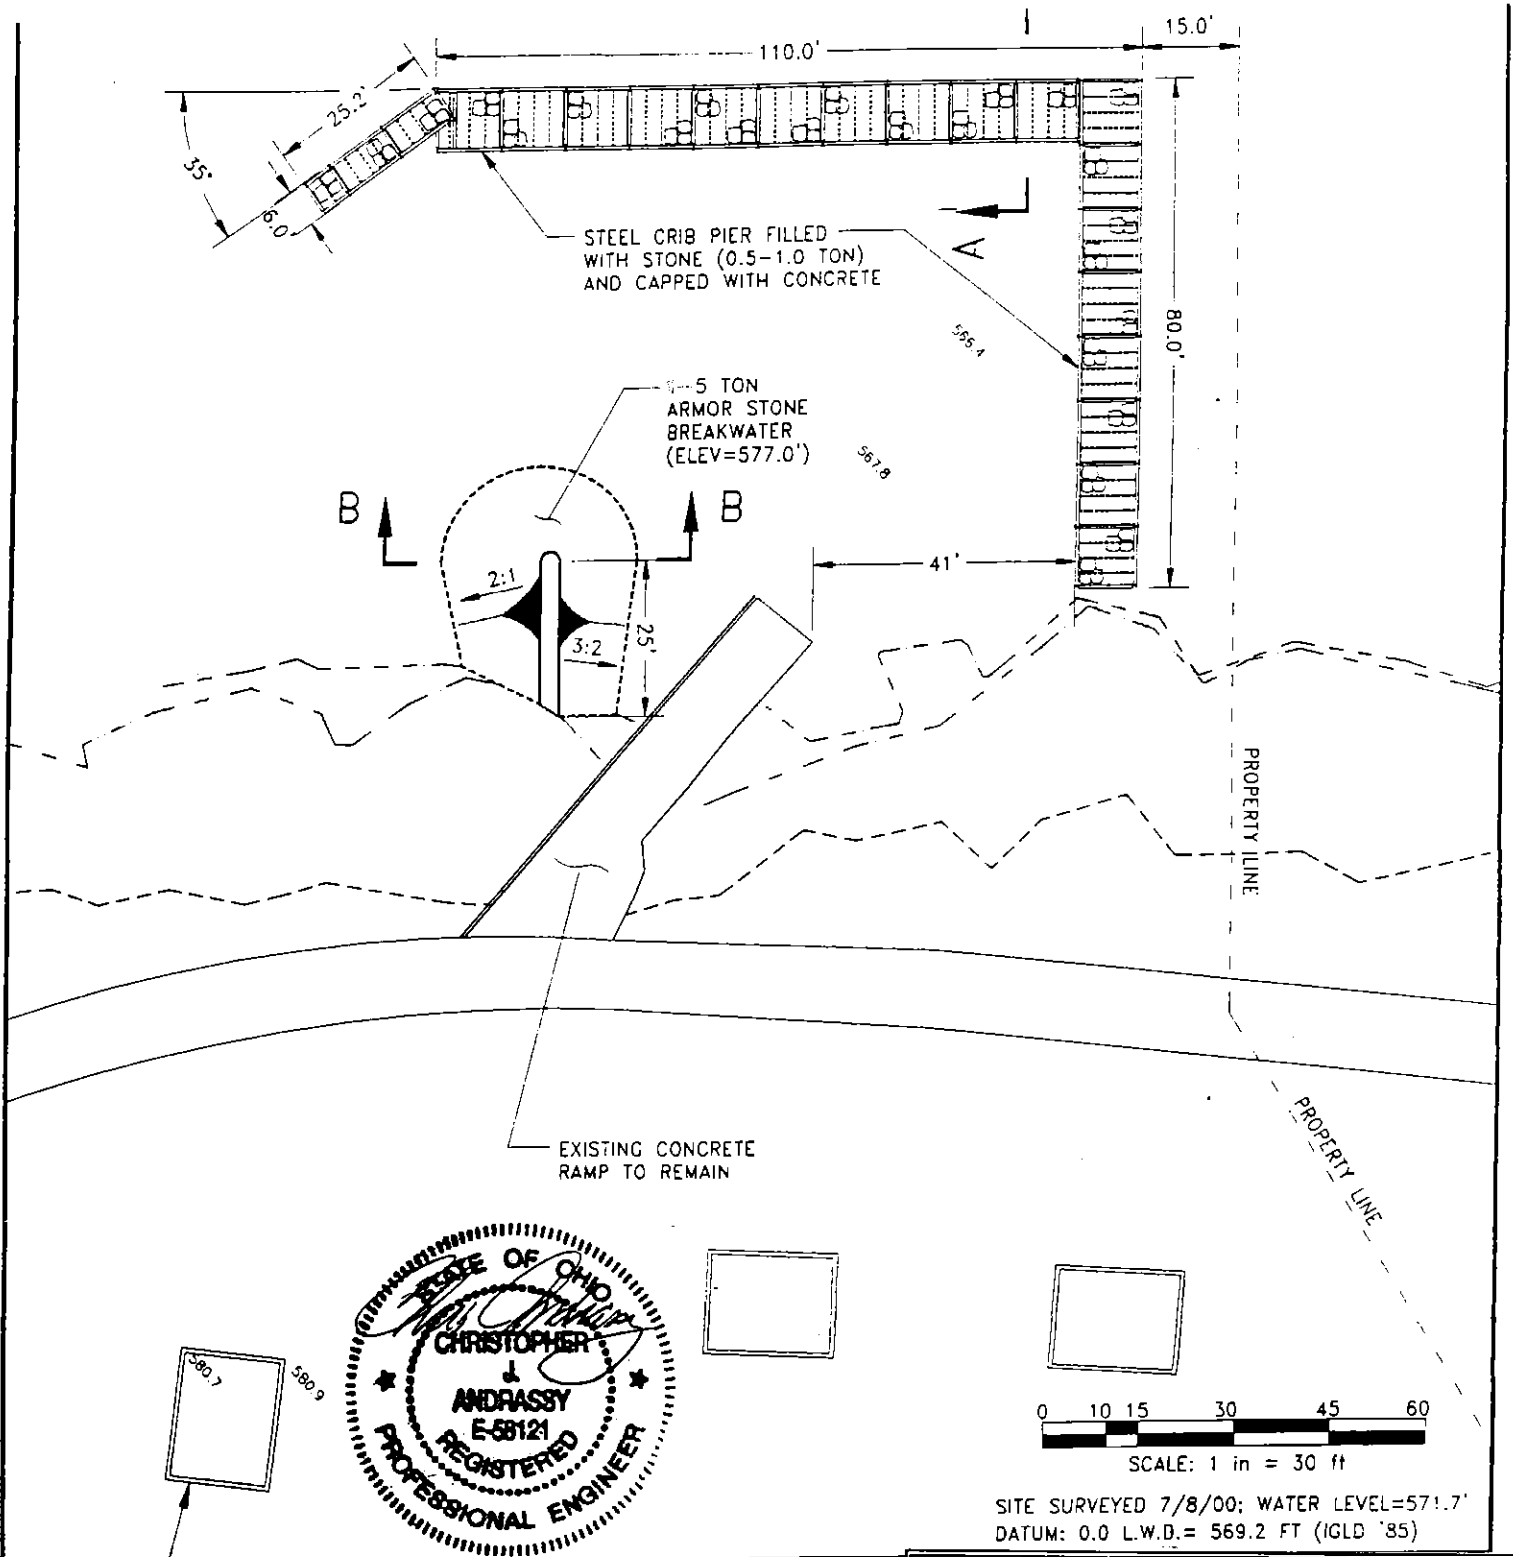 15.0'
110.0'
25.2'
35°
6.0'
STEEL CRIB PIER FILLED
WITH STONE (0.5-1.0 TON)
AND CAPPED WITH CONCRETE
A
80.0'
566.4
5 TON
ARMOR STONE
BREAKWATER
(ELEV=577.0')
567.8
B B
41'
2:1
25'
3:2
PROPERTY LINE
EXISTING CONCRETE
RAMP TO REMAIN
PROPERTY LINE
STATE OF OHIO
CHRISTOPHER
J.
ANDRASSY
E-58121
REGISTERED
PROFESSIONAL ENGINEER
580.7
580.9
0 10 15 30 45 60
SCALE: 1 in = 30 ft
SITE SURVEYED 7/8/00; WATER LEVEL=571.7'
DATUM: 0.0 L.W.D.= 569.2 FT (IGLD '85)